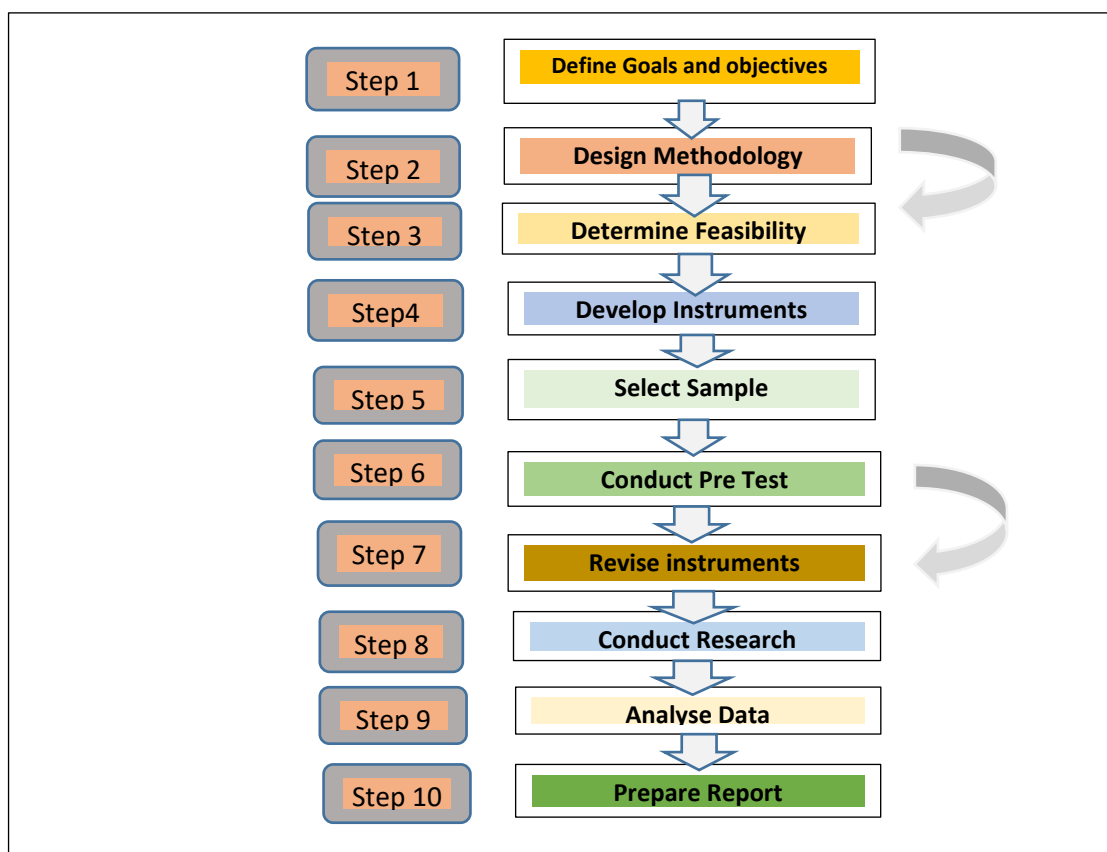 Step 1
Define Goals and objectives
Step 2
Design Methodology
Step 3
Determine Feasibility
Step4
Develop Instruments
Step 5
Select Sample
Step 6
Conduct Pre Test
Step 7
Revise instruments
Step 8
Conduct Research
Step 9
Analyse Data
Step 10
Prepare Report